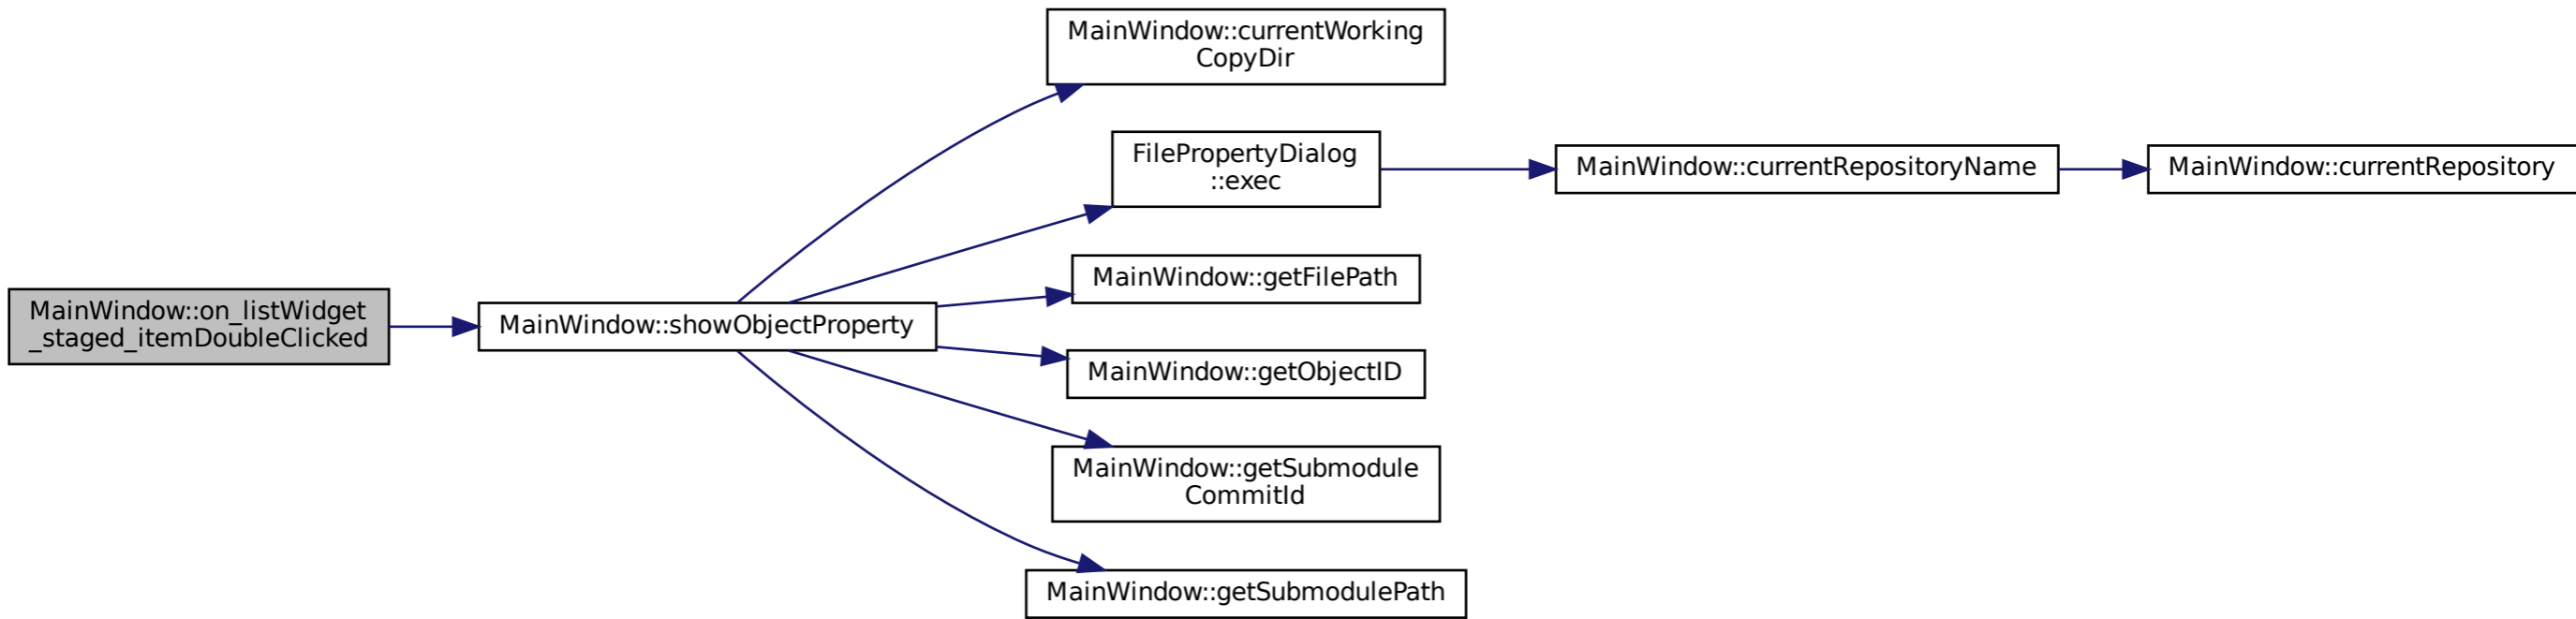 MainWindow::on_listWidget
_staged_itemDoubleClicked
MainWindow::showObjectProperty
MainWindow::currentWorking
CopyDir
FilePropertyDialog
::exec
MainWindow::currentRepositoryName
MainWindow::currentRepository
MainWindow::getFilePath
MainWindow::getObjectID
MainWindow::getSubmodule
CommitId
MainWindow::getSubmodulePath